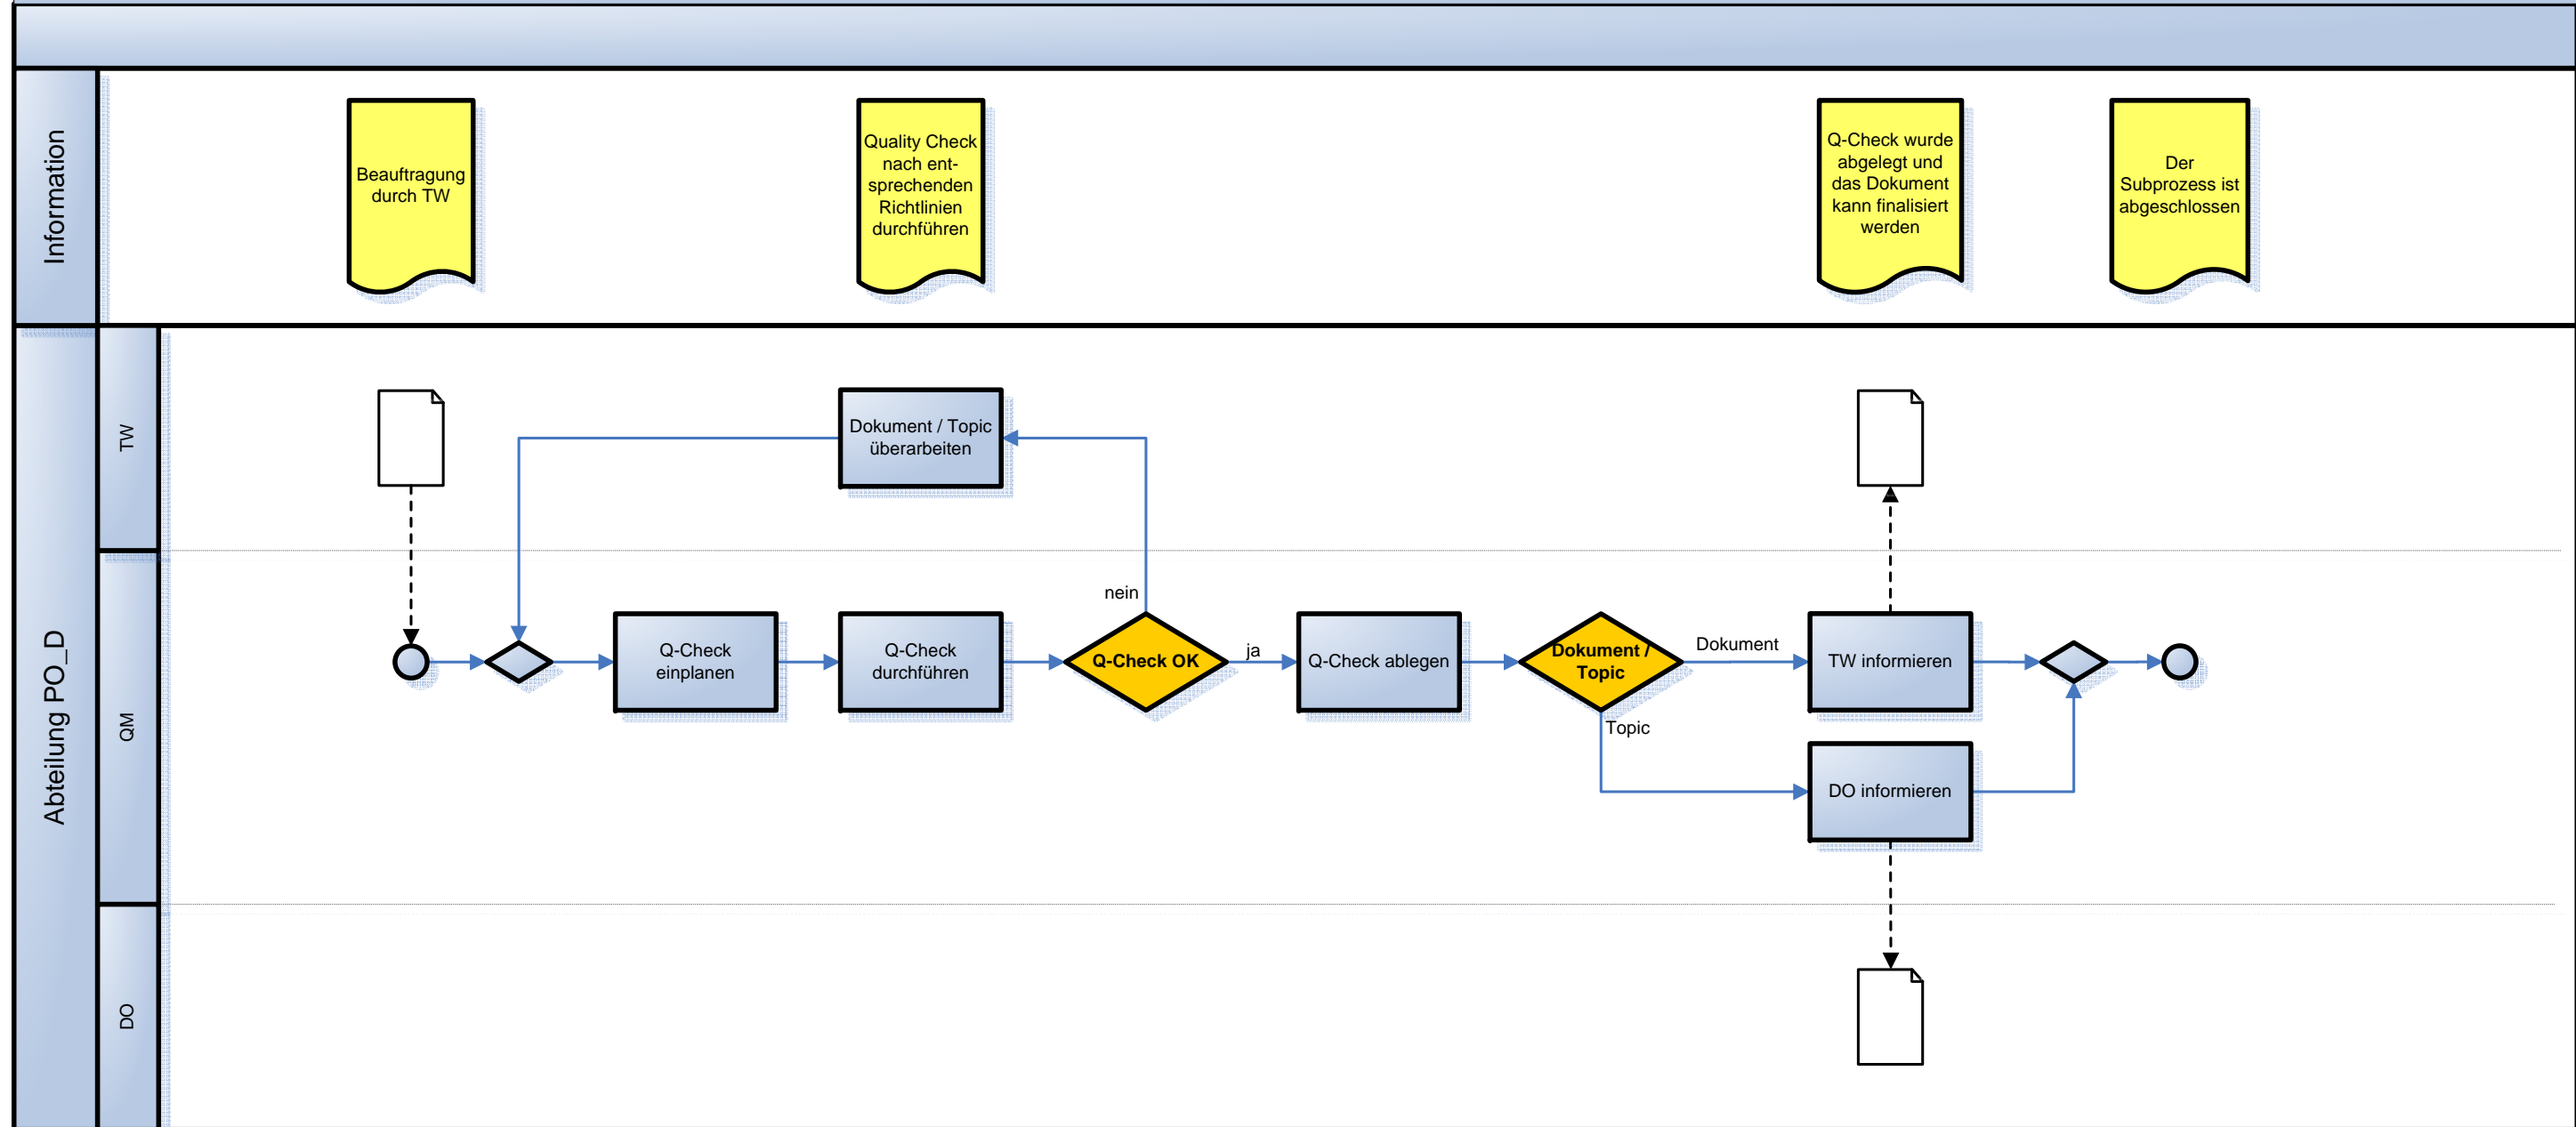 Information
Beauftragung
durch TW
Quality Check
nach ent-
sprechenden
Richtlinien
durchführen
Q-Check wurde
abgelegt und
das Dokument
kann finalisiert
werden
Der
Subprozess ist
abgeschlossen
Abteilung PO_D
TW
Dokument / Topic
überarbeiten
QM
nein
Q-Check
einplanen
Q-Check
durchführen
Q-Check OK
ja
Q-Check ablegen
Dokument /
Topic
Dokument
TW informieren
Topic
DO informieren
DO